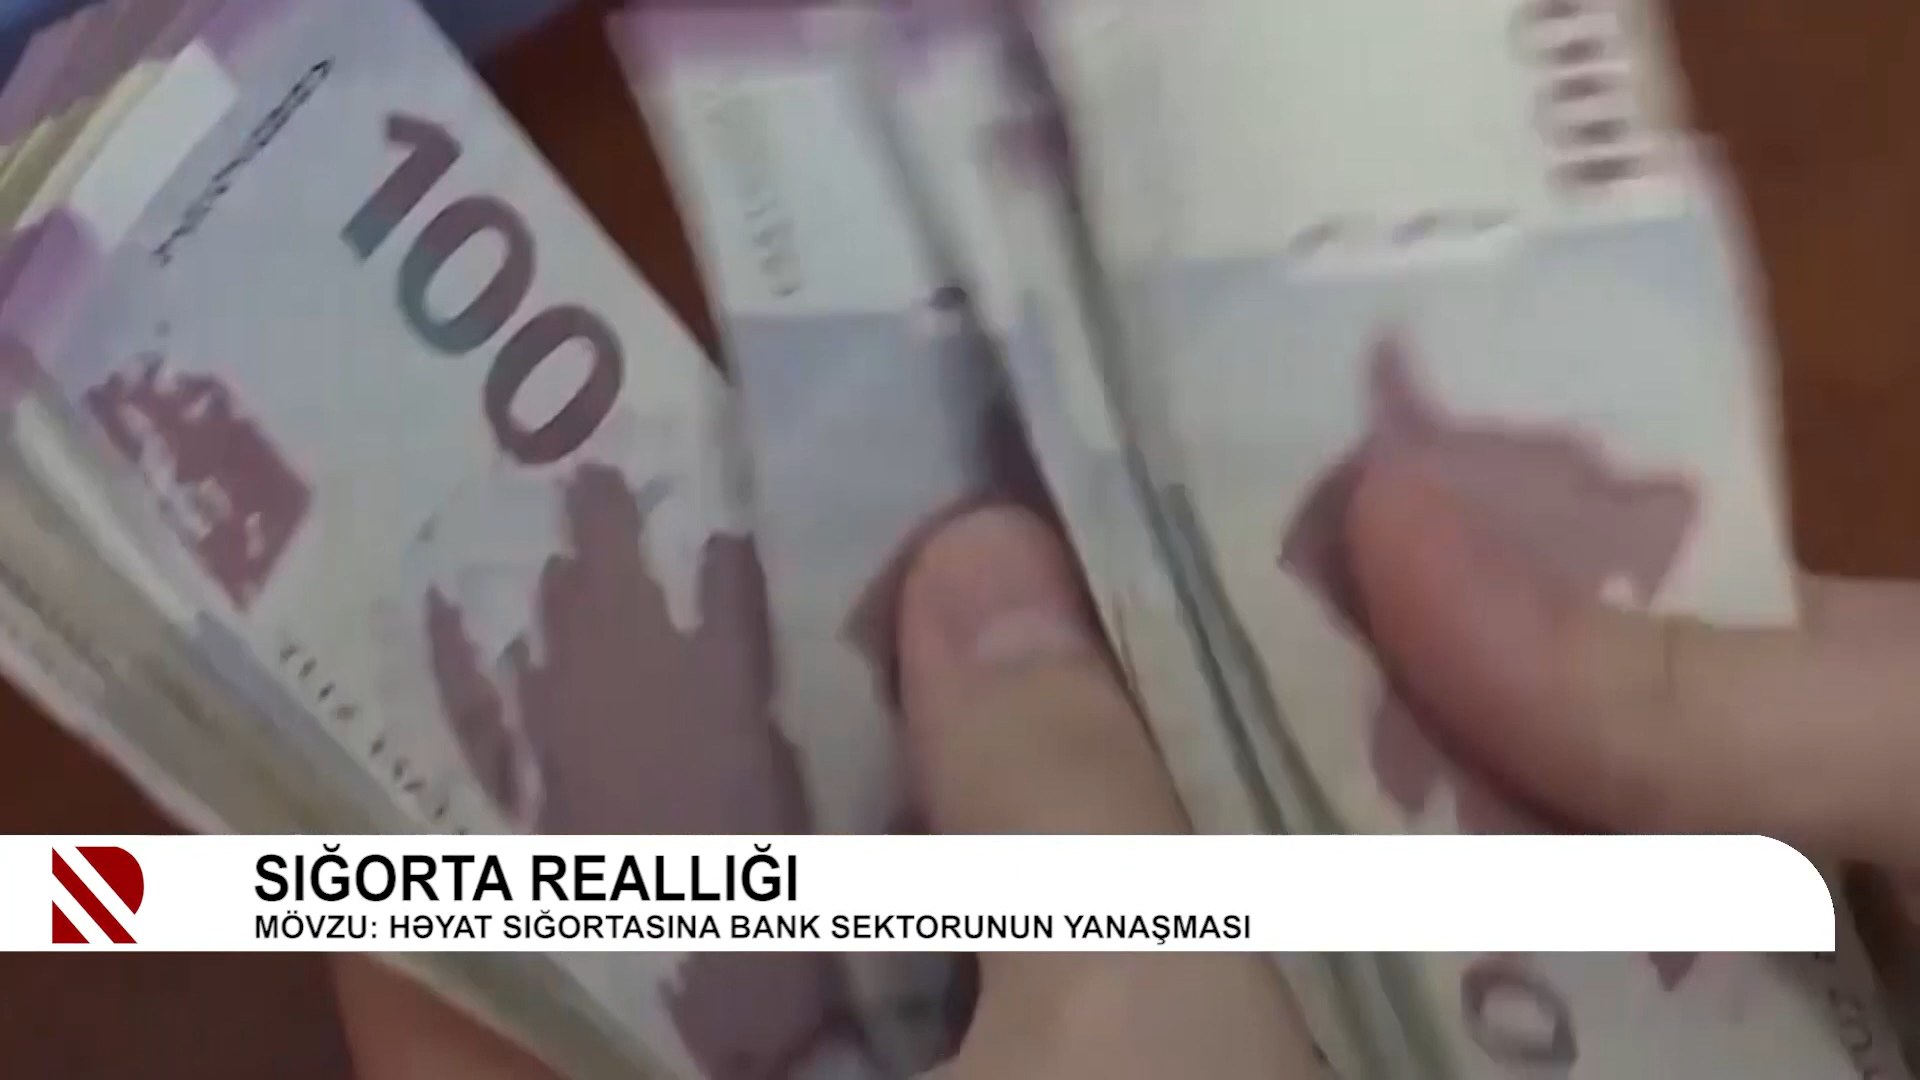 100
SIĞORTA REALLIĞI
MÖVZU: HƏYAT SIĞORTASINA BANK SEKTORUNUN YANAŞMASI